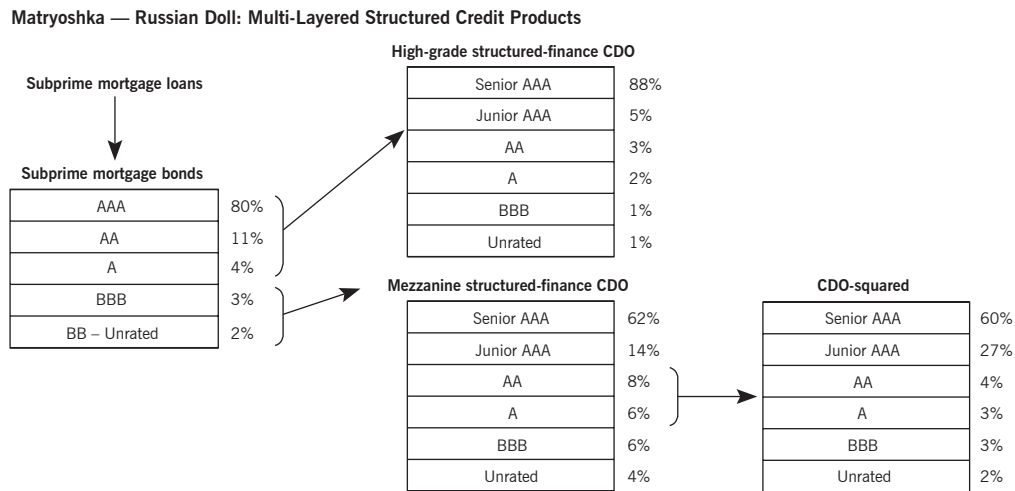 Matryoshka — Russian Doll: Multi-Layered Structured Credit Products
Subprime mortgage loans
Subprime mortgage bonds
AAA 80%
AA 11%
A 4%
BBB 3%
BB – Unrated 2%
High-grade structured-finance CDO
Senior AAA 88%
Junior AAA 5%
AA 3%
A 2%
BBB 1%
Unrated 1%
Mezzanine structured-finance CDO
Senior AAA 62%
Junior AAA 14%
AA 8%
A 6%
BBB 6%
Unrated 4%
CDO-squared
Senior AAA 60%
Junior AAA 27%
AA 4%
A 3%
BBB 3%
Unrated 2%